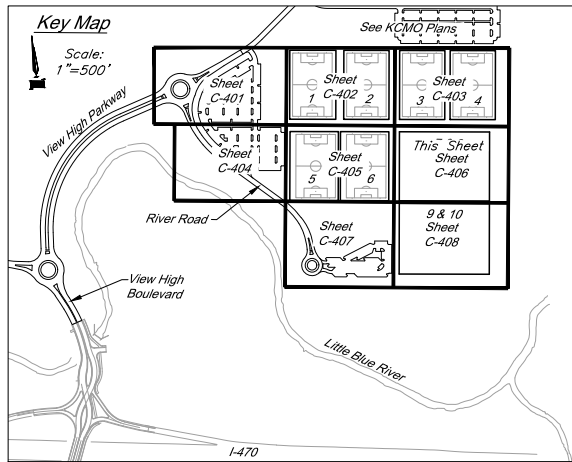 Key Map
Scale:
1"=500'
See KCMO Plans
View High Parkway
Sheet
C-401
Sheet
C-402
1
2
Sheet
C-403
3
4
Sheet
C-404
Sheet
C-405
5
6
This Sheet
Sheet
C-406
River Road
Sheet
C-407
9 & 10
Sheet
C-408
View High
Boulevard
Little Blue River
I-470